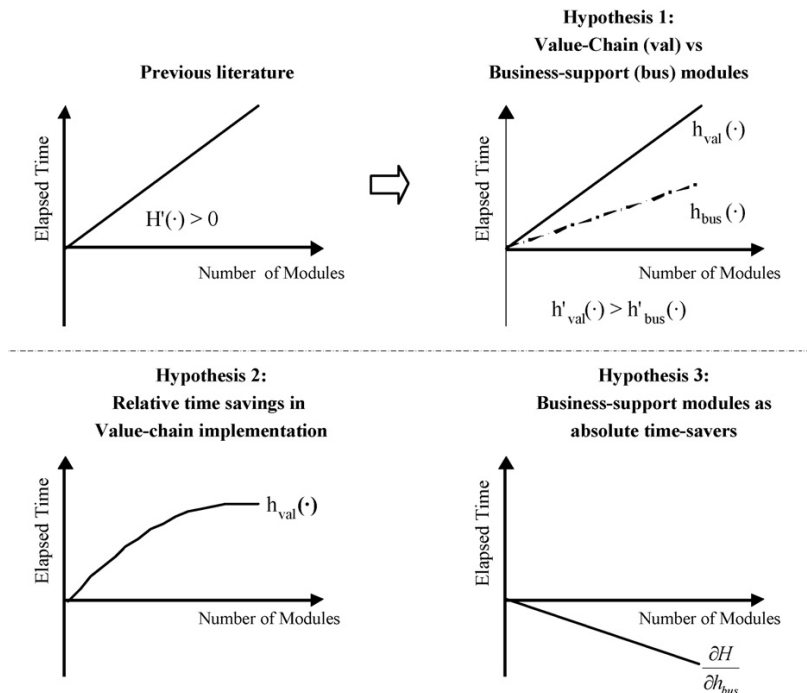 Previous literature
Elapsed Time
H'(·) > 0
Number of Modules
Hypothesis 1:
Value-Chain (val) vs
Business-support (bus) modules
Elapsed Time
h_val (·)
h_bus (·)
Number of Modules
h'_val(·) > h'_bus(·)
Hypothesis 2:
Relative time savings in
Value-chain implementation
Elapsed Time
h_val(·)
Number of Modules
Hypothesis 3:
Business-support modules as
absolute time-savers
Elapsed Time
Number of Modules
∂H
∂h_bus